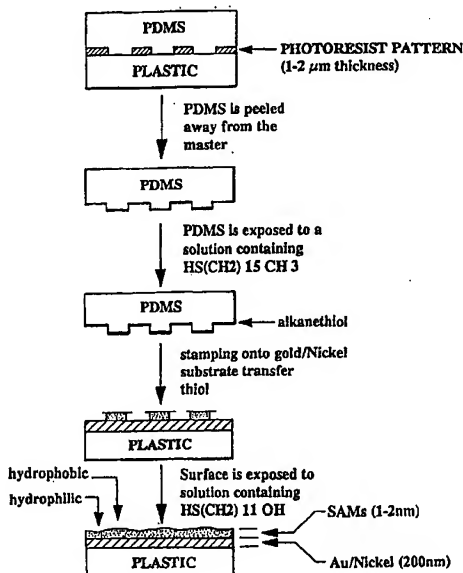 PDMS
PHOTORESIST PATTERN
(1-2 μm thickness)
PLASTIC
PDMS is peeled
away from the
master
PDMS
PDMS is exposed to a
solution containing
HS(CH2) 15 CH 3
PDMS
alkanethiol
stamping onto gold/Nickel
substrate transfer
thiol
PLASTIC
hydrophobic
hydrophilic
Surface is exposed to
solution containing
HS(CH2) 11 OH
SAMs (1-2nm)
Au/Nickel (200nm)
PLASTIC